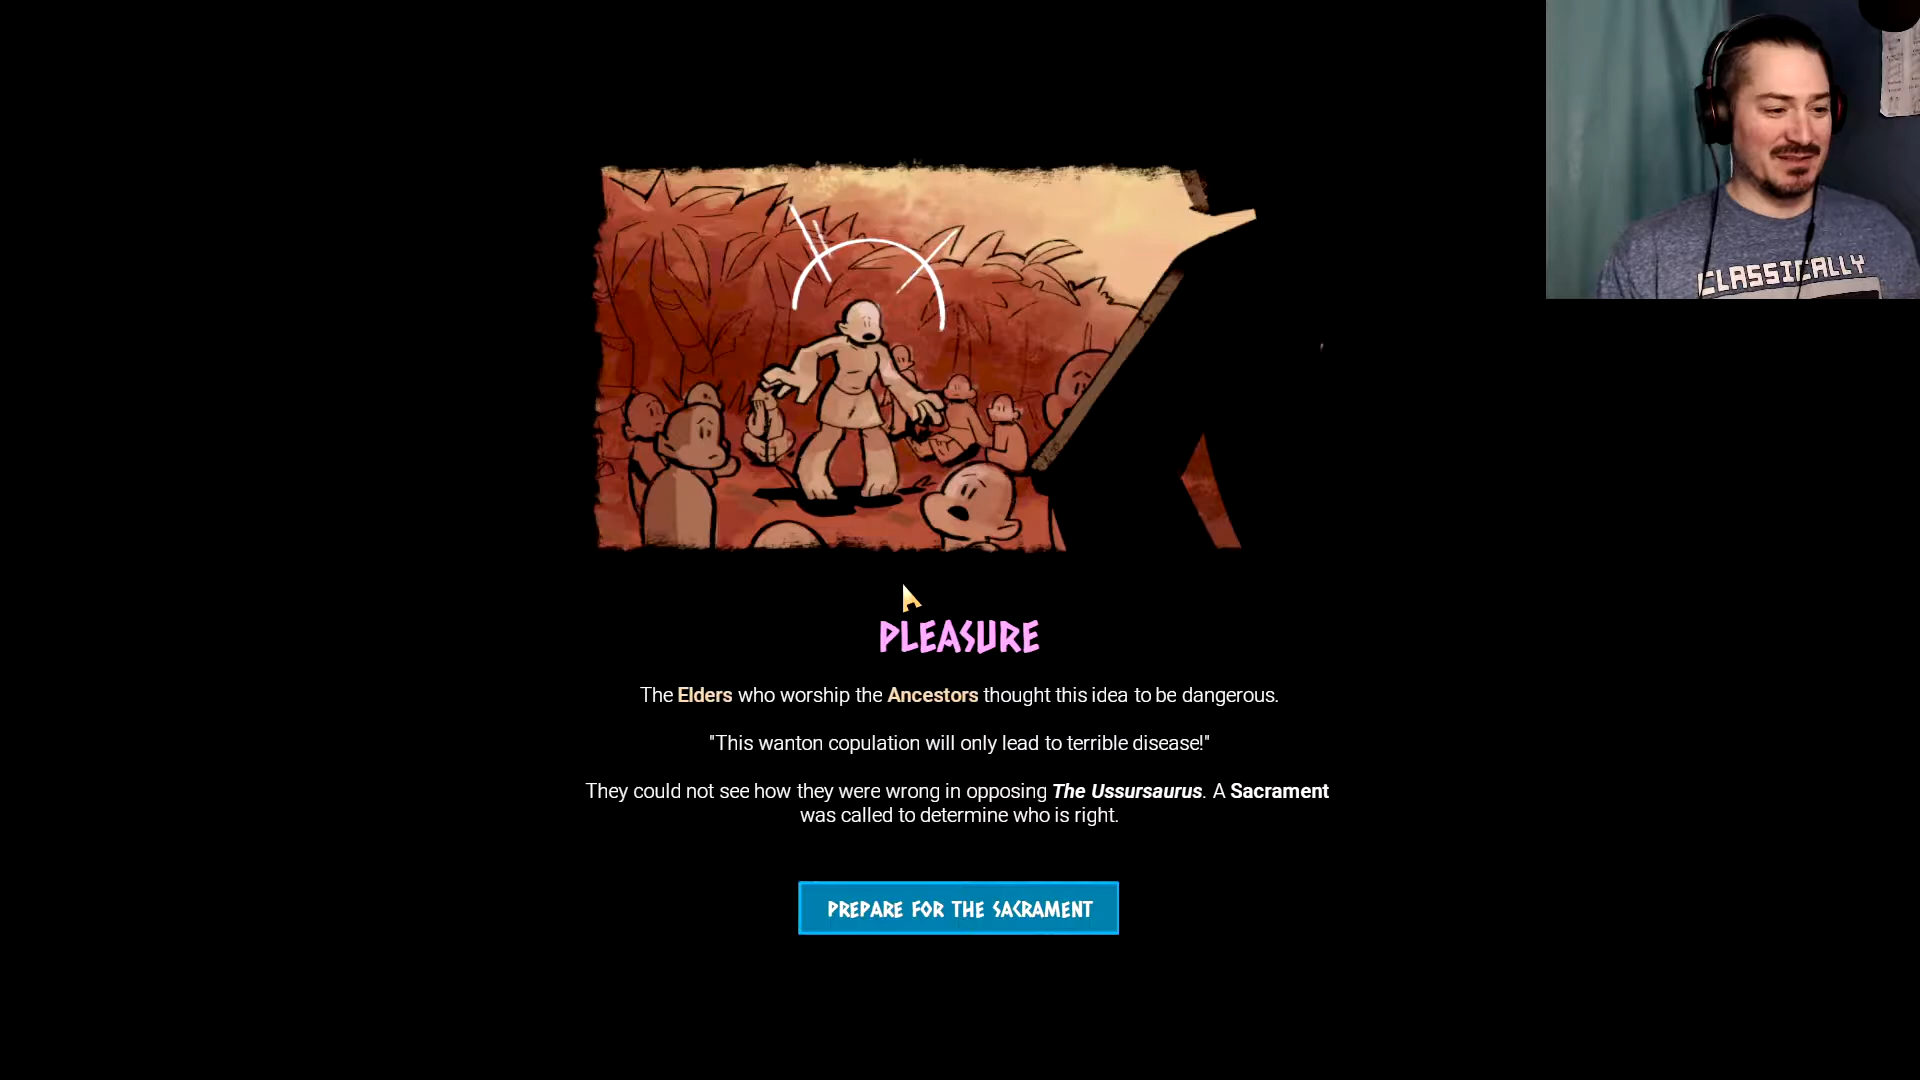 CLASSICALLY
PLEASURE
The Elders who worship the Ancestors thought this idea to be dangerous.
"This wanton copulation will only lead to terrible disease!"
They could not see how they were wrong in opposing The Ussursaurus. A Sacrament
was called to determine who is right.
PREPARE FOR THE SACRAMENT